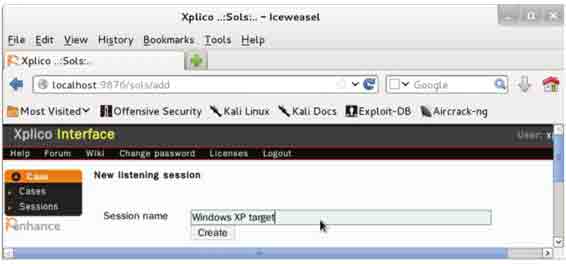 Xplico ..:Sols:.. - Iceweasel
File Edit View History Bookmarks Tools Help
Xplico ..:Sols:..
localhost:9876/sols/add
Google
Most Visited Offensive Security Kali Linux Kali Docs Exploit-DB Aircrack-ng
Xplico Interface
User: x
Help Forum Wiki Change password Licenses Logout
Case
Cases
Sessions
enhance
New listening session
Session name
Windows XP target
Create